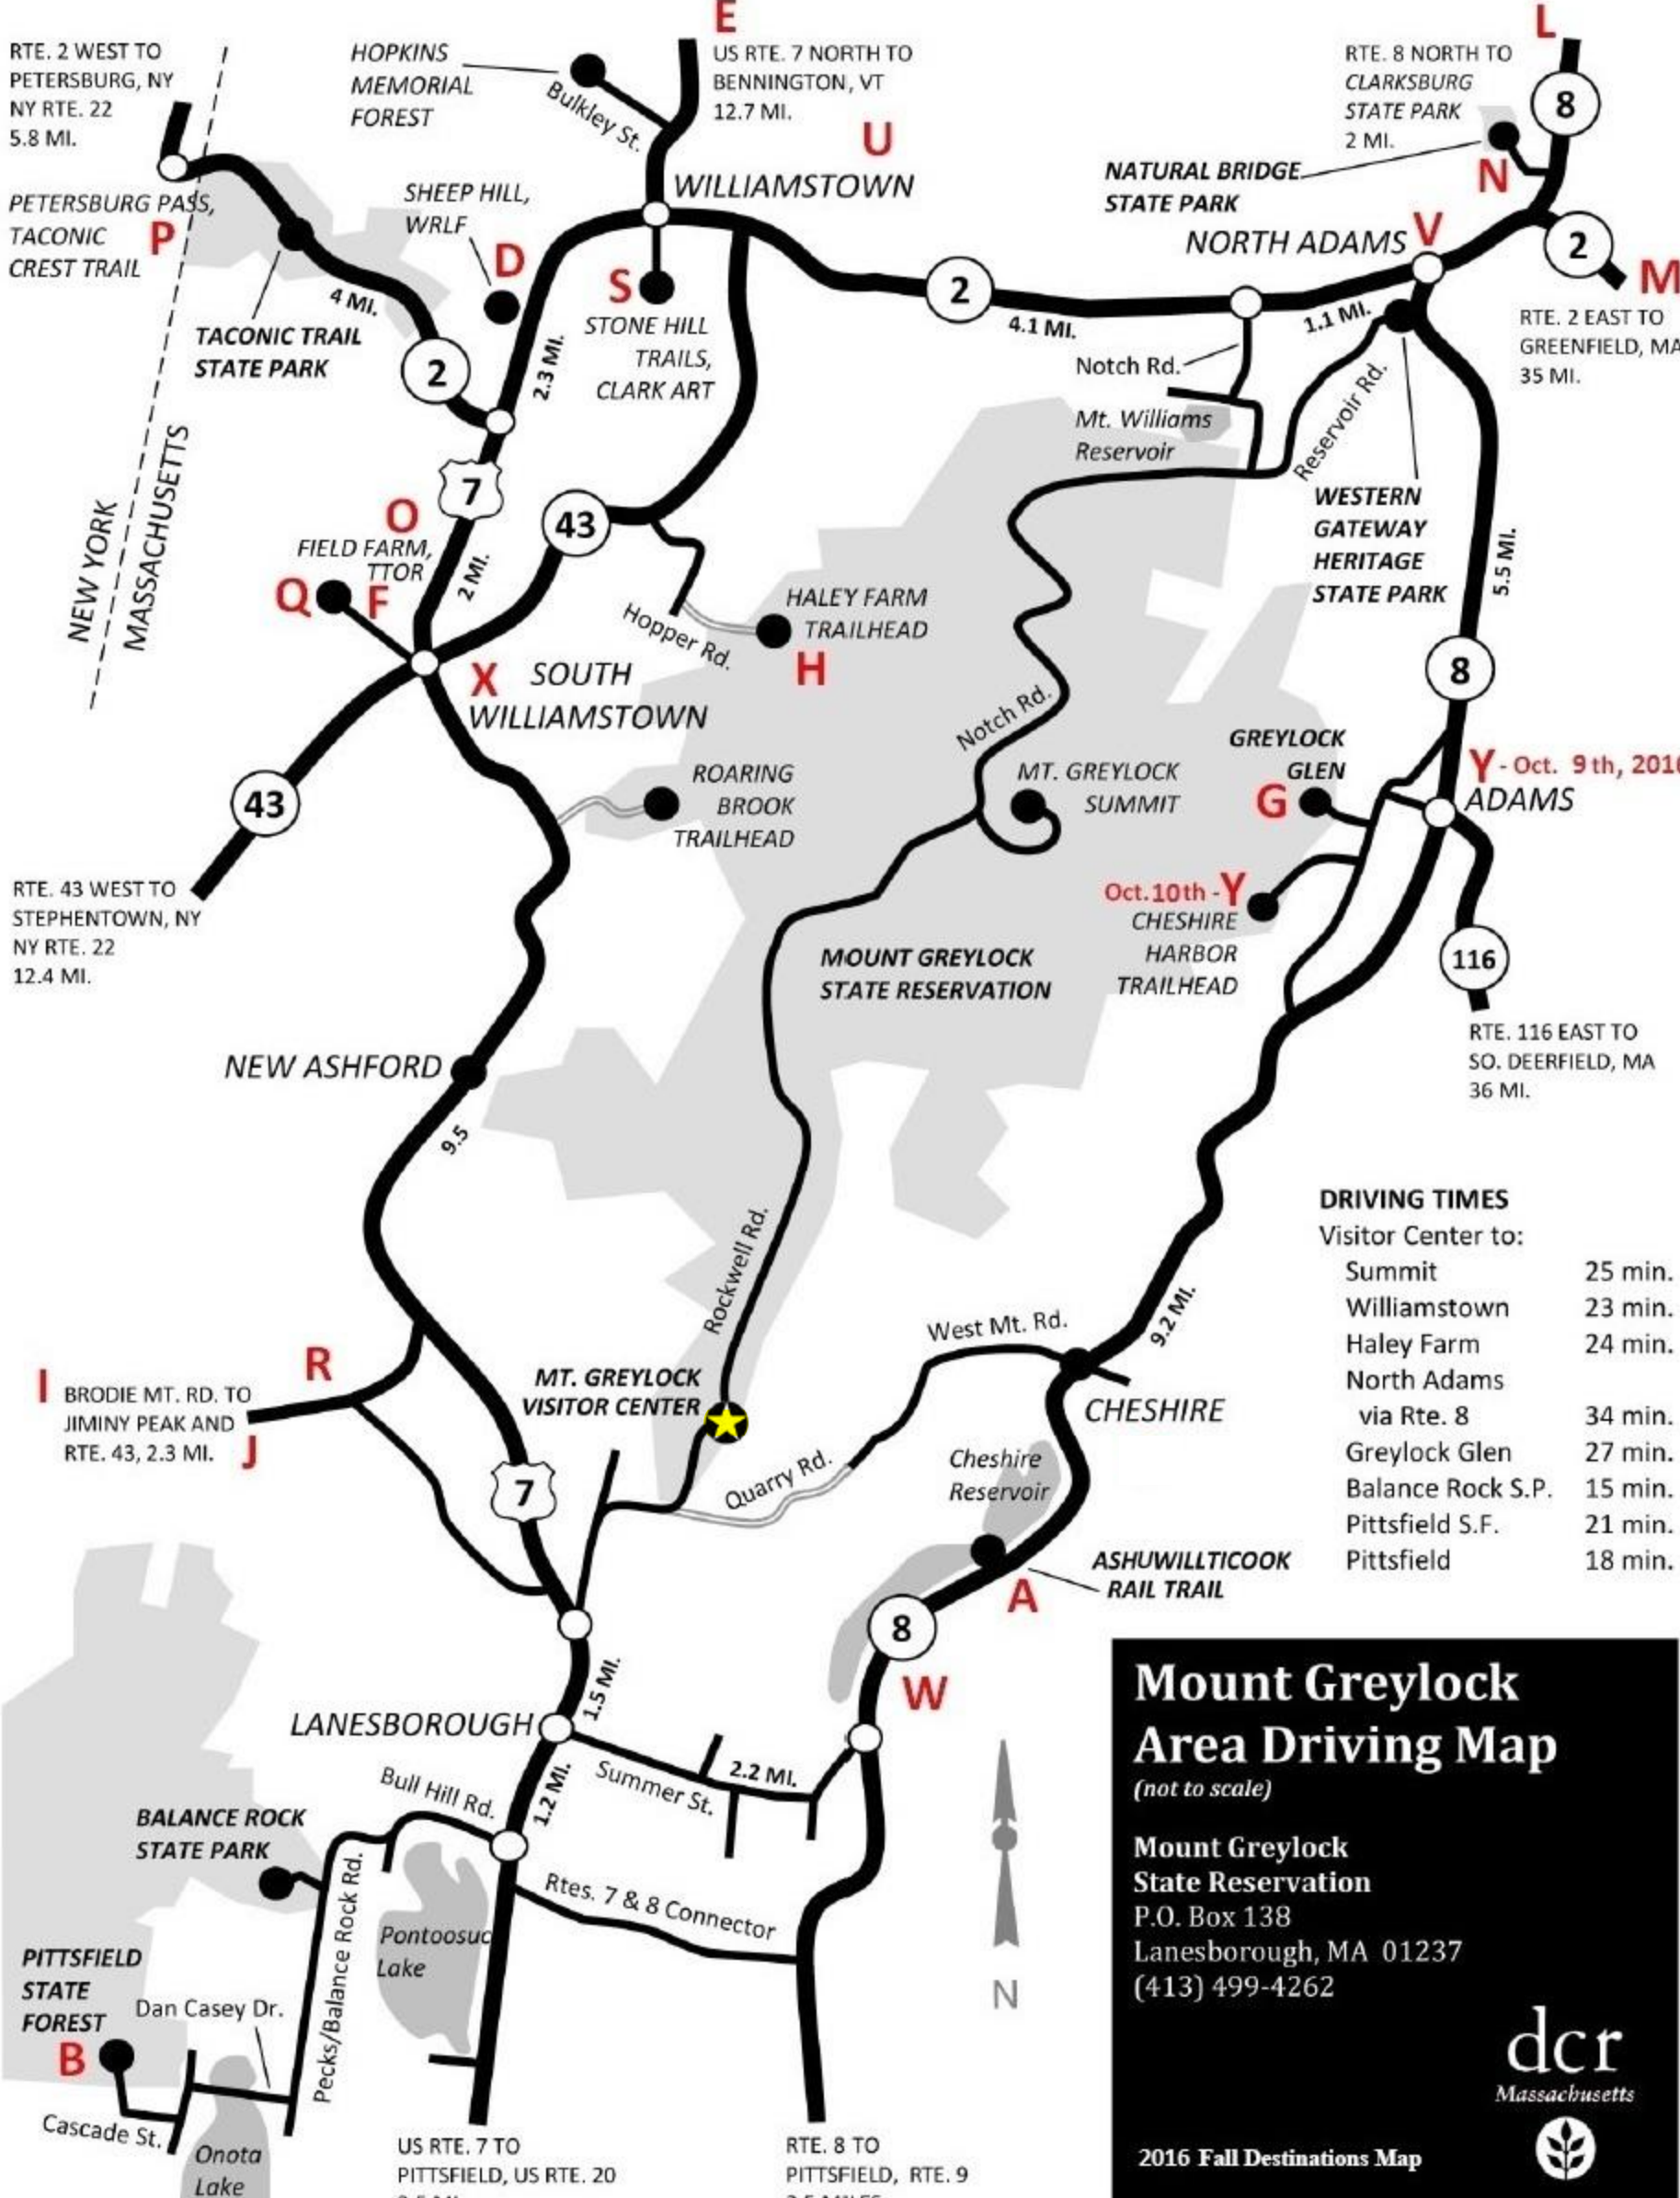 E
L
RTE. 2 WEST TO
PETERSBURG, NY
NY RTE. 22
5.8 MI.
HOPKINS
MEMORIAL
FOREST
Bulkley St.
US RTE. 7 NORTH TO
BENNINGTON, VT
12.7 MI.
U
WILLIAMSTOWN
RTE. 8 NORTH TO
CLARKSBURG
STATE PARK
2 MI.
8
N
NATURAL BRIDGE
STATE PARK
V
NORTH ADAMS
2
M
RTE. 2 EAST TO
GREENFIELD, MA
35 MI.
PETERSBURG PASS,
TACONIC
CREST TRAIL
P
SHEEP HILL,
WRLF
D
4 MI.
TACONIC TRAIL
STATE PARK
2
2.3 MI.
S
STONE HILL
TRAILS,
CLARK ART
2
4.1 MI.
1.1 MI.
Notch Rd.
Mt. Williams
Reservoir
Reservoir Rd.
WESTERN
GATEWAY
HERITAGE
STATE PARK
5.5 MI.
NEW YORK
MASSACHUSETTS
7
43
O
FIELD FARM,
TTOR
Q
F
2 MI.
Hopper Rd.
HALEY FARM
TRAILHEAD
H
X
SOUTH
WILLIAMSTOWN
8
Notch Rd.
ROARING
BROOK
TRAILHEAD
MT. GREYLOCK
SUMMIT
GREYLOCK
GLEN
G
Y - Oct. 9th, 2016
ADAMS
43
RTE. 43 WEST TO
STEPHENTOWN, NY
NY RTE. 22
12.4 MI.
Oct.10th -Y
CHESHIRE
HARBOR
TRAILHEAD
MOUNT GREYLOCK
STATE RESERVATION
116
RTE. 116 EAST TO
SO. DEERFIELD, MA
36 MI.
NEW ASHFORD
9.5
Rockwell Rd.
DRIVING TIMES
Visitor Center to:
Summit 25 min.
Williamstown 23 min.
Haley Farm 24 min.
North Adams
via Rte. 8 34 min.
Greylock Glen 27 min.
Balance Rock S.P. 15 min.
Pittsfield S.F. 21 min.
Pittsfield 18 min.
West Mt. Rd.
9.2 MI.
CHESHIRE
I
R
BRODIE MT. RD. TO
JIMINY PEAK AND
RTE. 43, 2.3 MI.
J
MT. GREYLOCK
VISITOR CENTER
7
Quarry Rd.
Cheshire
Reservoir
ASHUWILLTICOOK
RAIL TRAIL
A
8
W
LANESBOROUGH
1.5 MI.
1.2 MI.
Summer St.
2.2 MI.
Bull Hill Rd.
BALANCE ROCK
STATE PARK
Pecks/Balance Rock Rd.
Rtes. 7 & 8 Connector
Pontoosuc
Lake
N
PITTSFIELD
STATE
FOREST
B
Dan Casey Dr.
Cascade St.
Onota
Lake
US RTE. 7 TO
PITTSFIELD, US RTE. 20
RTE. 8 TO
PITTSFIELD, RTE. 9
Mount Greylock
Area Driving Map
(not to scale)
Mount Greylock
State Reservation
P.O. Box 138
Lanesborough, MA 01237
(413) 499-4262
dcr
Massachusetts
2016 Fall Destinations Map